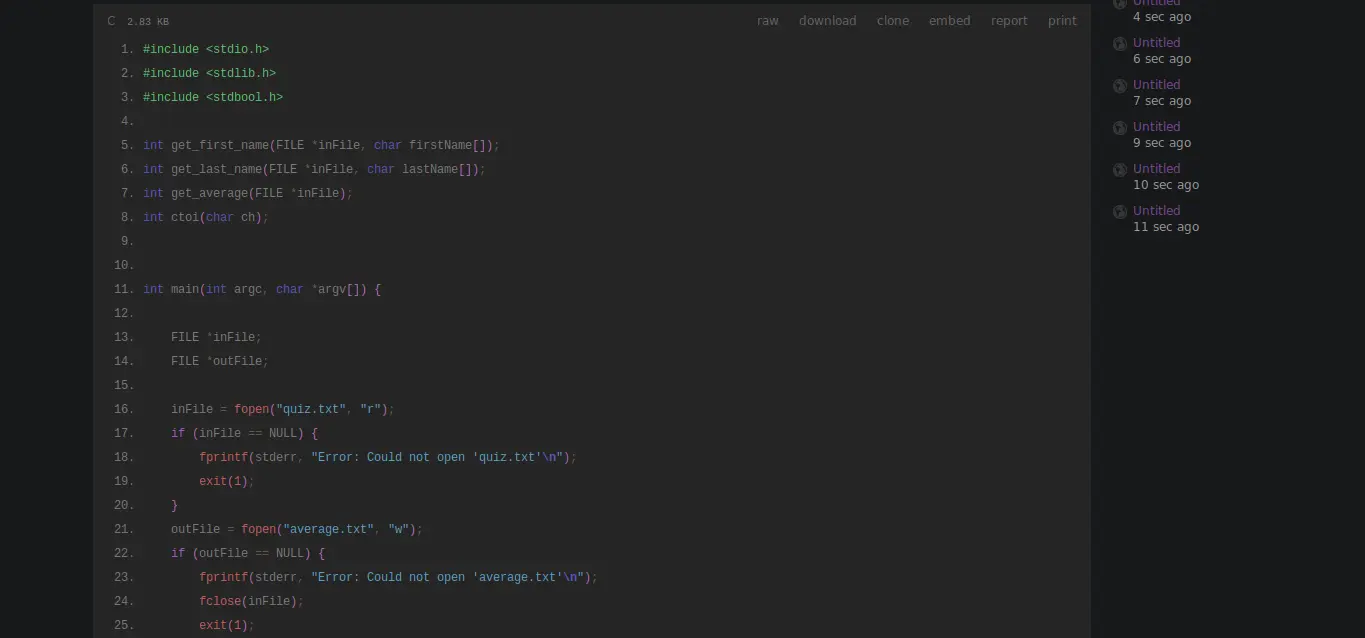 C 2.83 KB raw download clone embed report print
1. #include <stdio.h>
2. #include <stdlib.h>
3. #include <stdbool.h>
4.
5. int get_first_name(FILE *inFile, char firstName[]);
6. int get_last_name(FILE *inFile, char lastName[]);
7. int get_average(FILE *inFile);
8. int ctoi(char ch);
9.
10.
11. int main(int argc, char *argv[]) {
12.
13.     FILE *inFile;
14.     FILE *outFile;
15.
16.     inFile = fopen("quiz.txt", "r");
17.     if (inFile == NULL) {
18.         fprintf(stderr, "Error: Could not open 'quiz.txt'\n");
19.         exit(1);
20.     }
21.     outFile = fopen("average.txt", "w");
22.     if (outFile == NULL) {
23.         fprintf(stderr, "Error: Could not open 'average.txt'\n");
24.         fclose(inFile);
25.         exit(1);
Untitled
4 sec ago
Untitled
6 sec ago
Untitled
7 sec ago
Untitled
9 sec ago
Untitled
10 sec ago
Untitled
11 sec ago